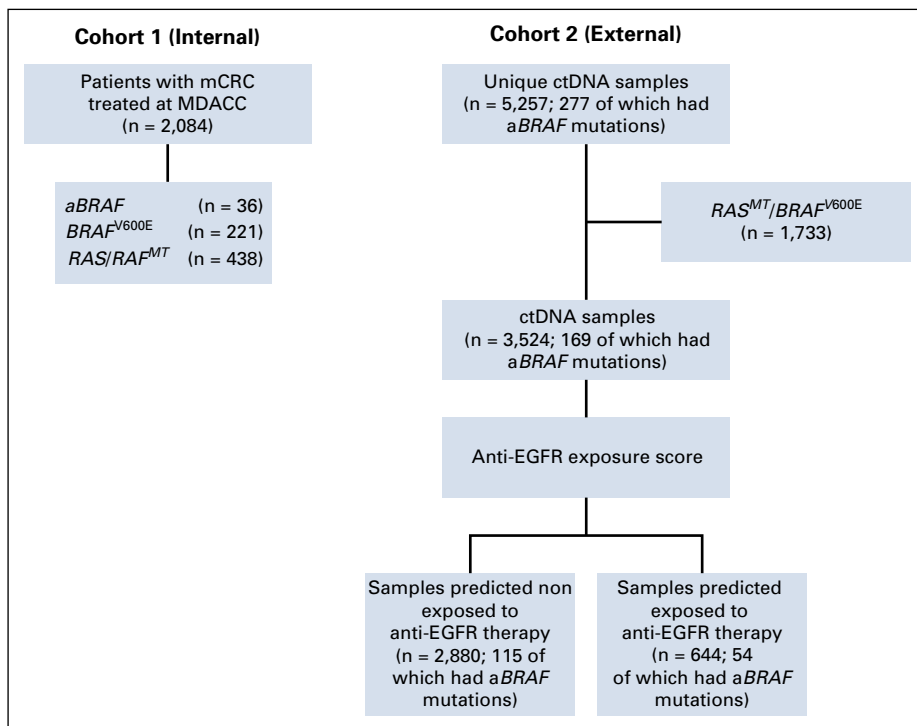 Cohort 1 (Internal)
Patients with mCRC
treated at MDACC
(n = 2,084)
aBRAF (n = 36)
BRAFV600E (n = 221)
RAS/RAFMT (n = 438)
Cohort 2 (External)
Unique ctDNA samples
(n = 5,257; 277 of which had
aBRAF mutations)
RASMT/BRAFV600E
(n = 1,733)
ctDNA samples
(n = 3,524; 169 of which had
aBRAF mutations)
Anti-EGFR exposure score
Samples predicted non
exposed to
anti-EGFR therapy
(n = 2,880; 115 of
which had aBRAF
mutations)
Samples predicted
exposed to
anti-EGFR therapy
(n = 644; 54
of which had aBRAF
mutations)